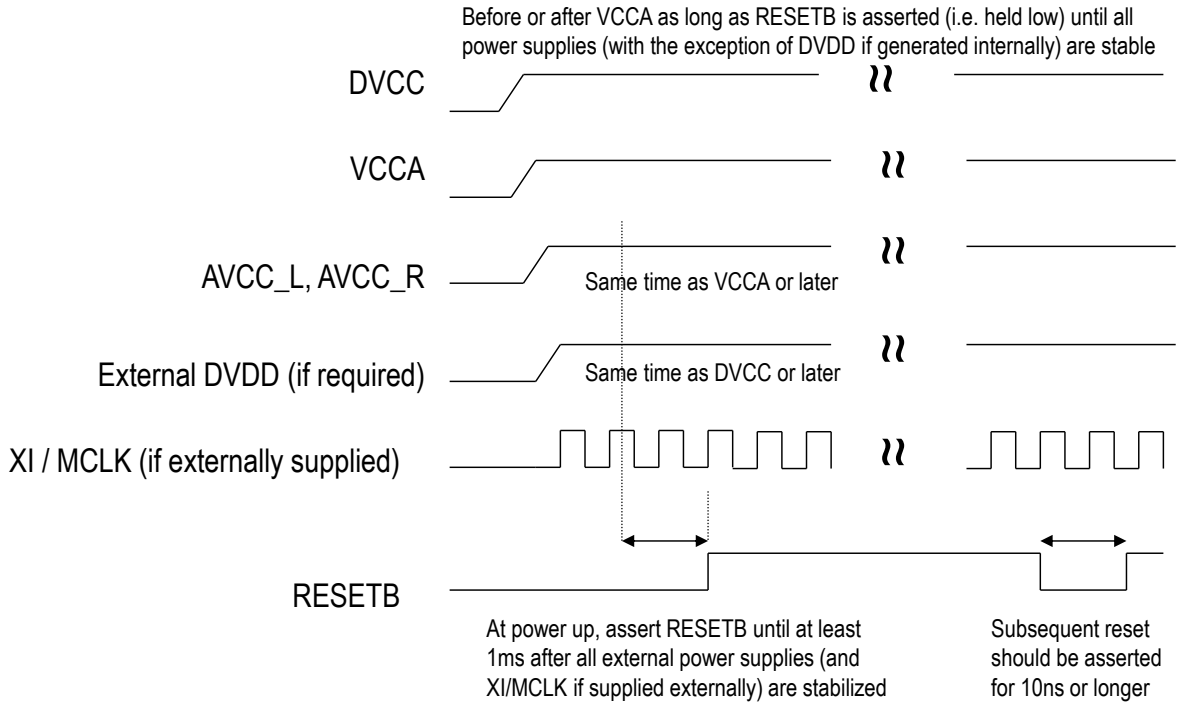 Before or after VCCA as long as RESETB is asserted (i.e. held low) until all
power supplies (with the exception of DVDD if generated internally) are stable
DVCC
VCCA
AVCC_L, AVCC_R
Same time as VCCA or later
External DVDD (if required)
Same time as DVCC or later
XI / MCLK (if externally supplied)
RESETB
At power up, assert RESETB until at least
1ms after all external power supplies (and
XI/MCLK if supplied externally) are stabilized
Subsequent reset
should be asserted
for 10ns or longer